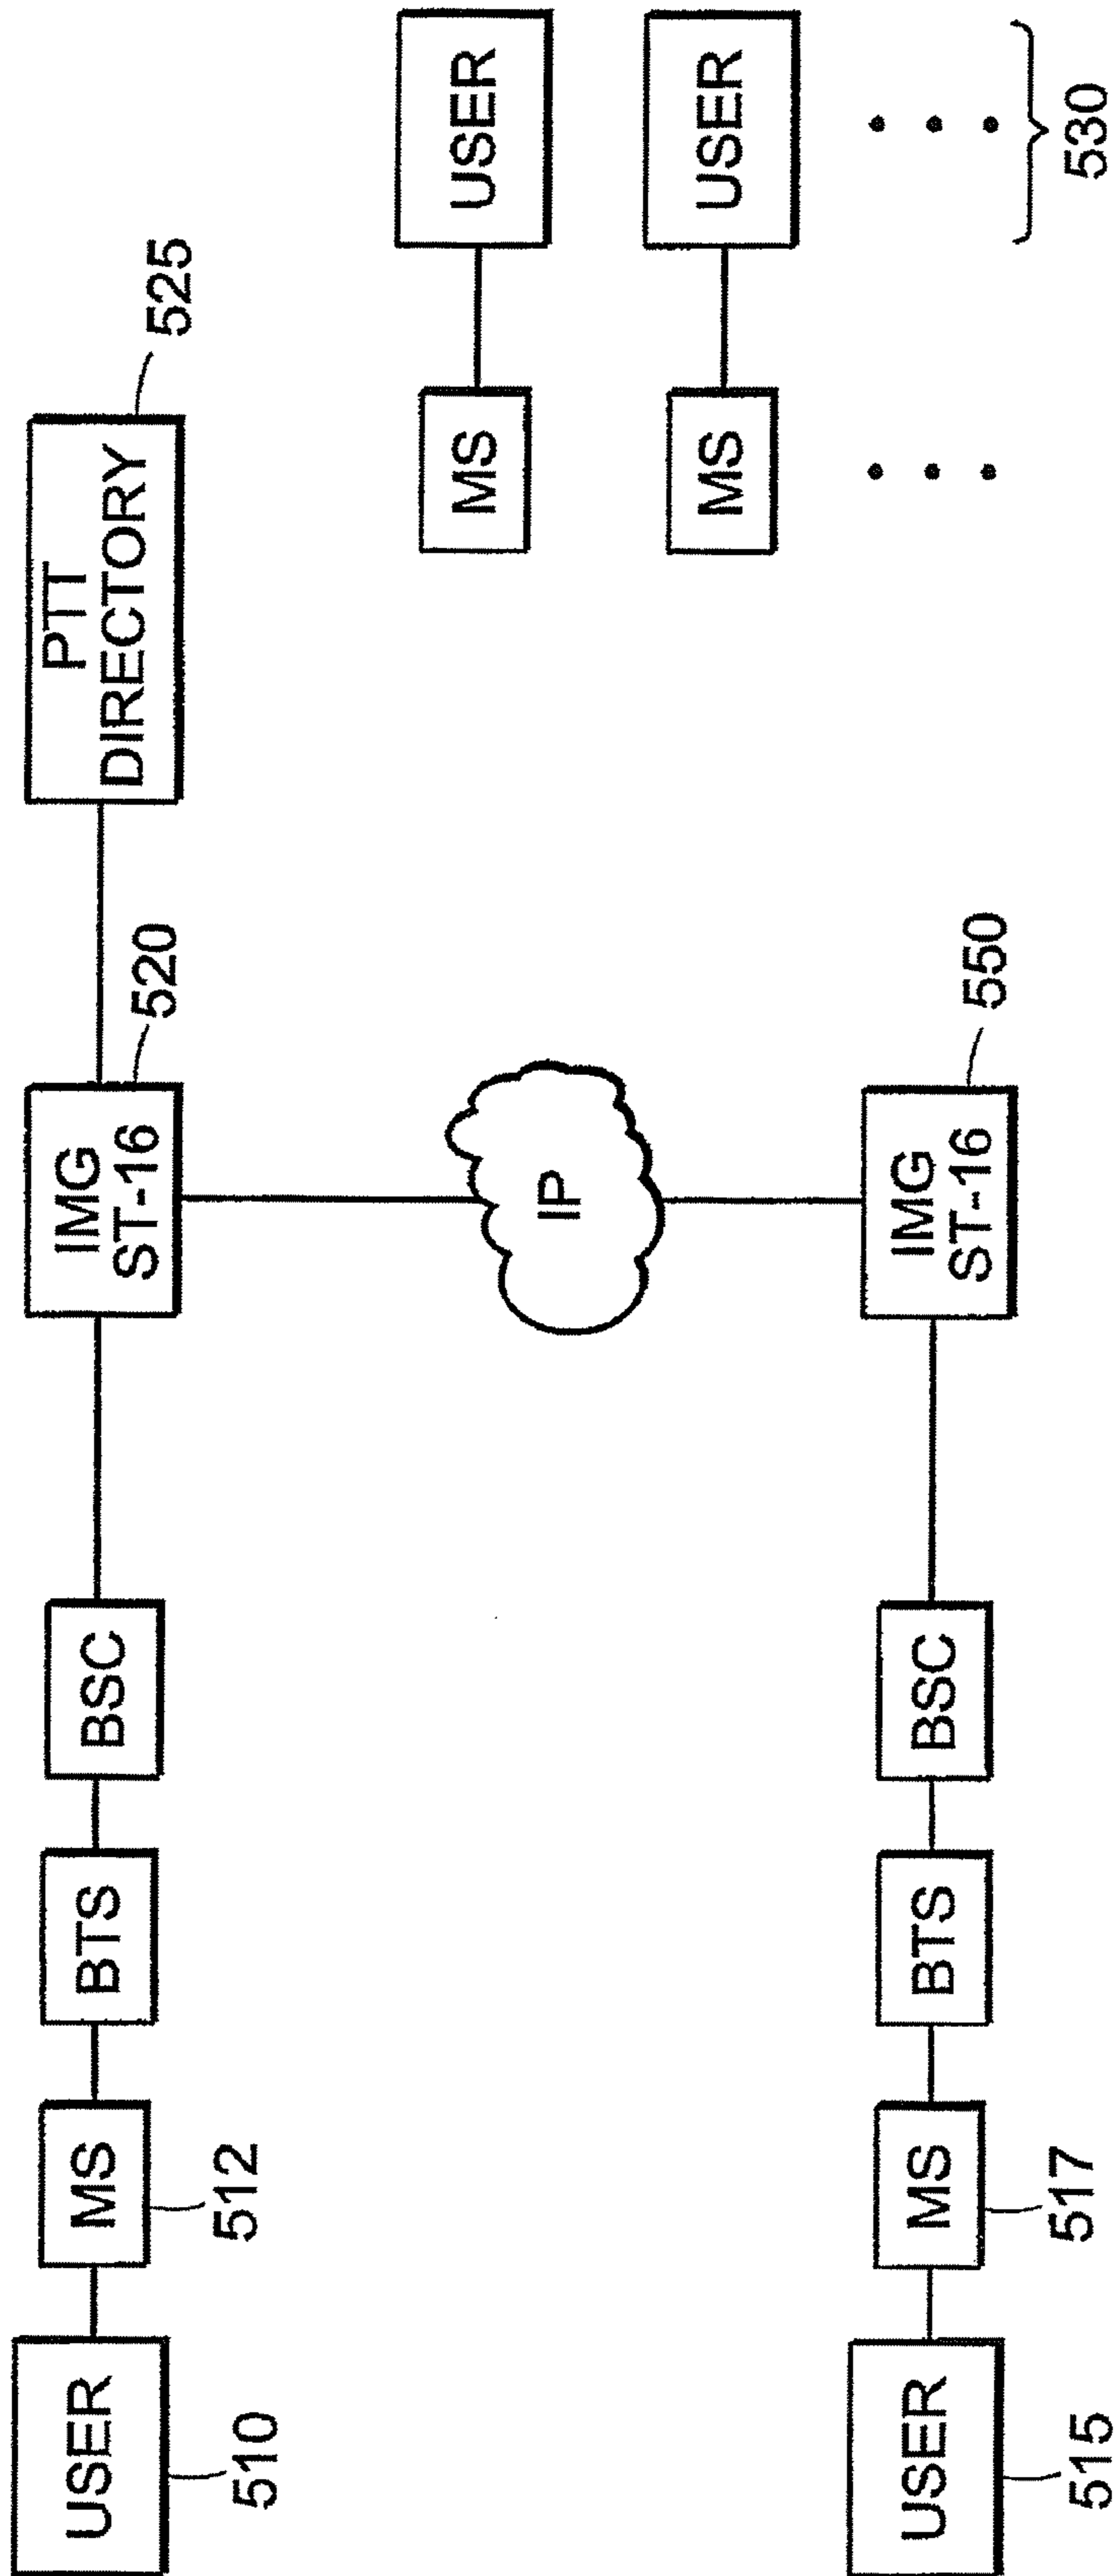 USER
510
MS
512
BTS
BSC
IMG
ST-16
520
PTT
DIRECTORY
525
IP
MS
USER
MS
USER
530
USER
515
MS
517
BTS
BSC
IMG
ST-16
550